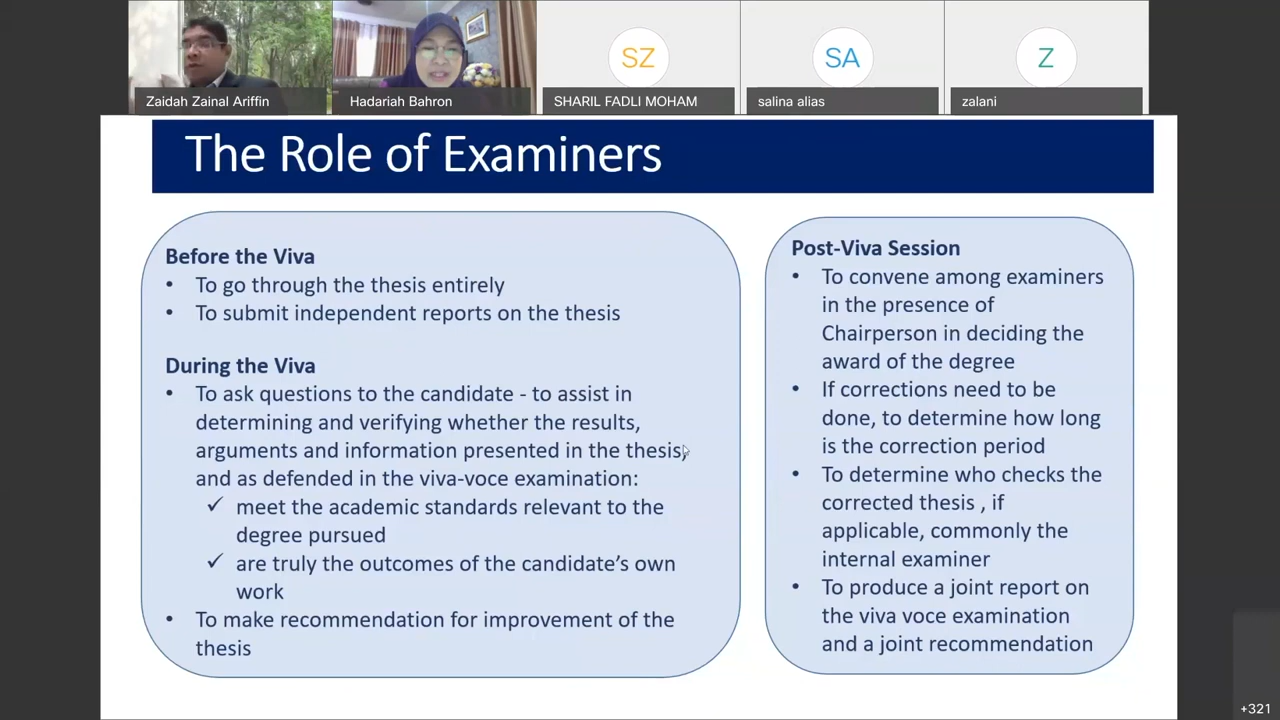 Zaidah Zainal Ariffin
Hadariah Bahron
SZ
SHARIL FADLI MOHAM
SA
salina alias
Z
zalani
The Role of Examiners
Before the Viva
• To go through the thesis entirely
• To submit independent reports on the thesis
During the Viva
• To ask questions to the candidate - to assist in
determining and verifying whether the results,
arguments and information presented in the thesis,
and as defended in the viva-voce examination:
✓ meet the academic standards relevant to the
degree pursued
✓ are truly the outcomes of the candidate’s own
work
• To make recommendation for improvement of the
thesis
Post-Viva Session
• To convene among examiners
in the presence of
Chairperson in deciding the
award of the degree
• If corrections need to be
done, to determine how long
is the correction period
• To determine who checks the
corrected thesis , if
applicable, commonly the
internal examiner
• To produce a joint report on
the viva voce examination
and a joint recommendation
+321